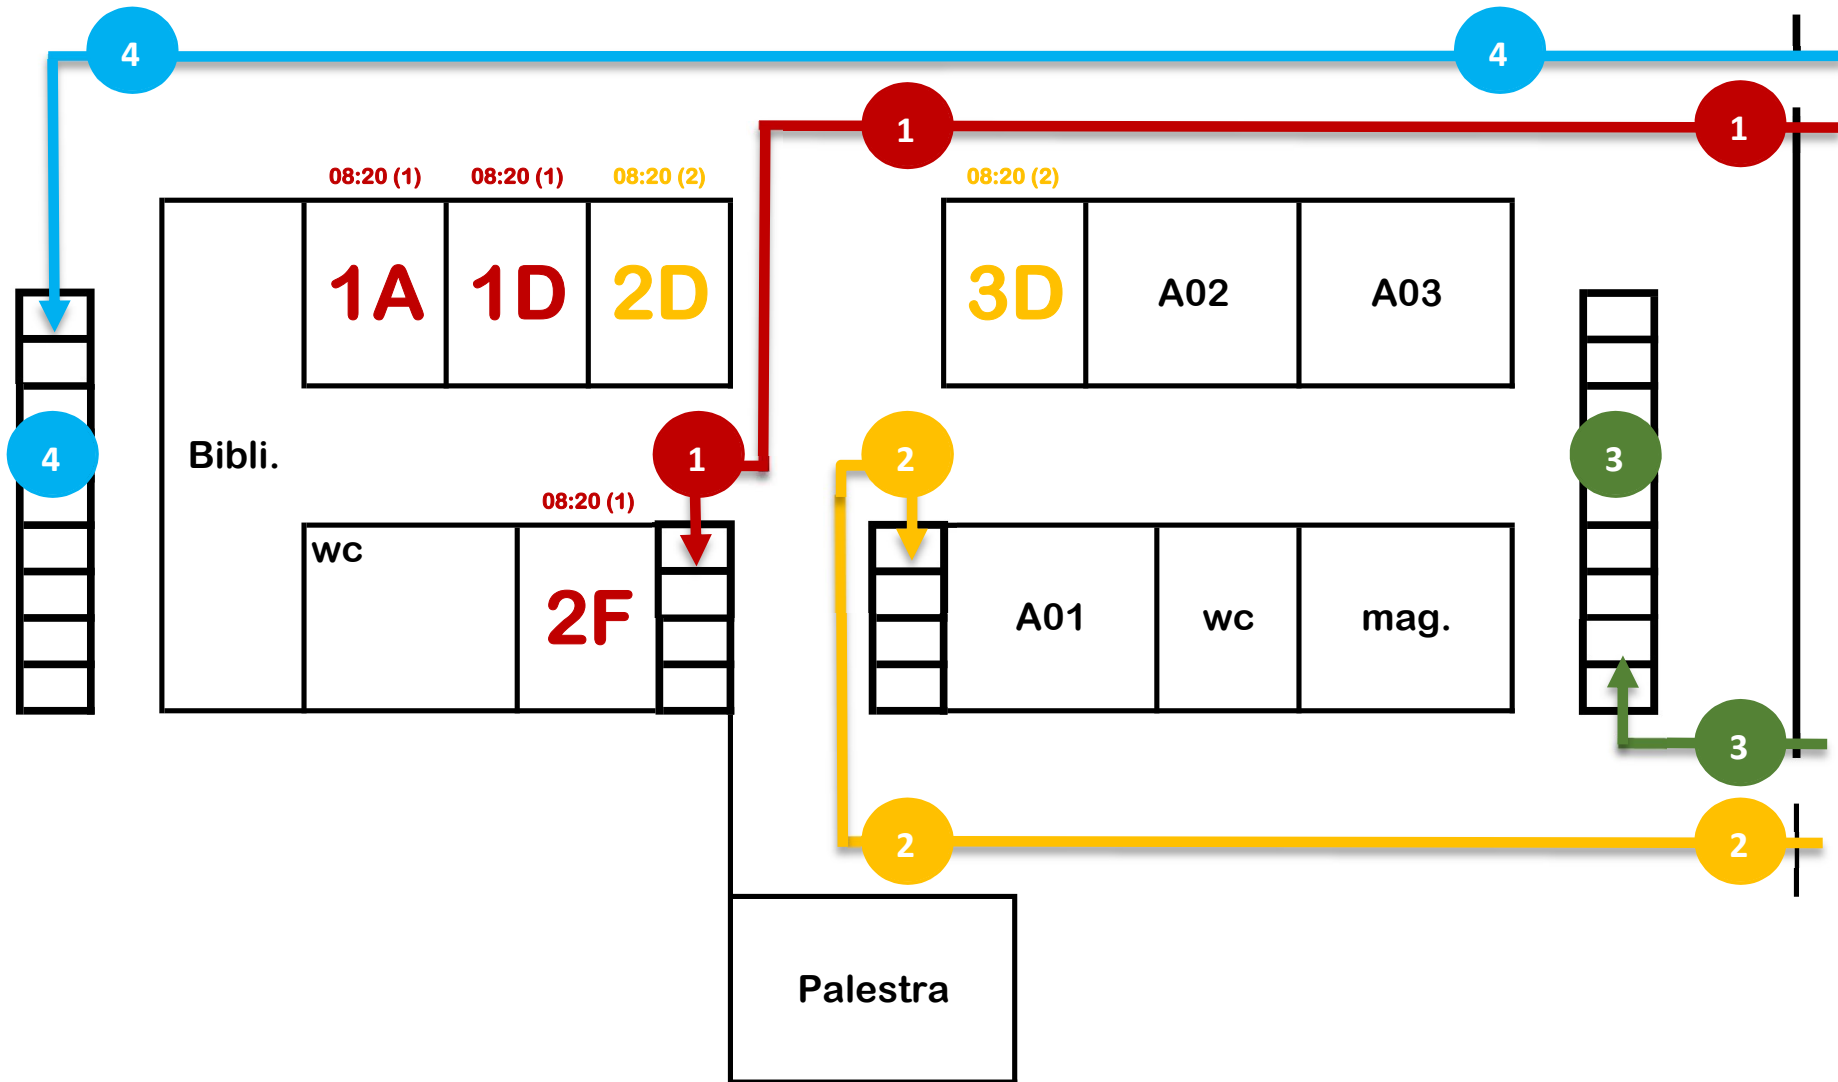 4
4
1
1
08:20 (1)
08:20 (1)
08:20 (2)
08:20 (2)
1A
1D
2D
3D
A02
A03
4
Bibli.
1
2
3
08:20 (1)
wc
2F
A01
wc
mag.
3
2
2
Palestra